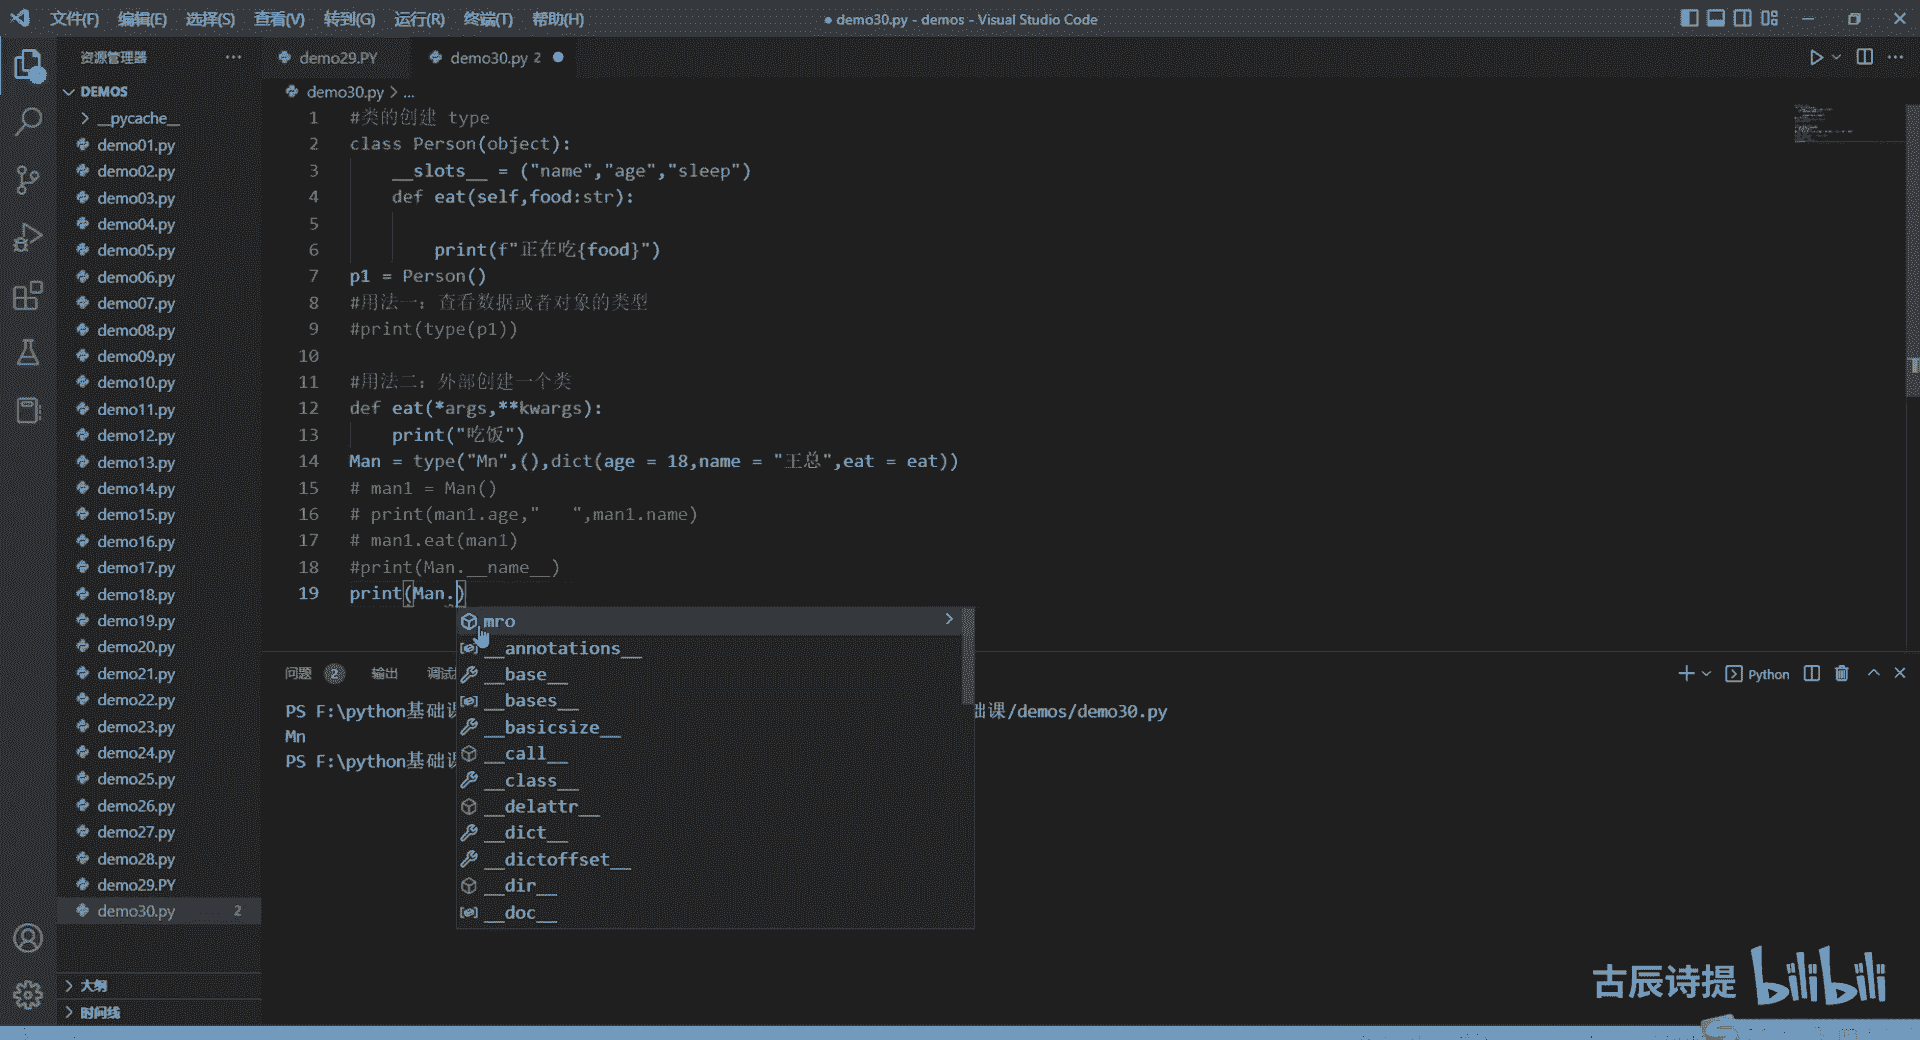 文件(F) 编辑(E) 选择(S) 查看(V) 转到(G) 运行(R) 终端(T) 帮助(H)
● demo30.py - demos - Visual Studio Code
资源管理器
demo29.PY
demo30.py 2
DEMOS
demo30.py > ...
__pycache__
demo01.py
demo02.py
demo03.py
demo04.py
demo05.py
demo06.py
demo07.py
demo08.py
demo09.py
demo10.py
demo11.py
demo12.py
demo13.py
demo14.py
demo15.py
demo16.py
demo17.py
demo18.py
demo19.py
demo20.py
demo21.py
demo22.py
demo23.py
demo24.py
demo25.py
demo26.py
demo27.py
demo28.py
demo29.PY
demo30.py 2
大纲
时间线
1 #类的创建 type
2 class Person(object):
3 __slots__ = ("name","age","sleep")
4 def eat(self,food:str):
5
6 print(f"正在吃{food}")
7 p1 = Person()
8 #用法一：查看数据或者对象的类型
9 #print(type(p1))
10
11 #用法二：外部创建一个类
12 def eat(*args,**kwargs):
13 print("吃饭")
14 Man = type("Mn",(),dict(age = 18,name = "王总",eat = eat))
15 # man1 = Man()
16 # print(man1.age,"   ",man1.name)
17 # man1.eat(man1)
18 #print(Man.__name__)
19 print(Man.)
mro
__annotations__
__base__
__bases__
__basicsize__
__call__
__class__
__delattr__
__dict__
__dictoffset__
__dir__
__doc__
问题 2 输出 调试
Python
PS F:\python基础课 础课/demos/demo30.py
Mn
PS F:\python基础课
古辰诗提 bilibili